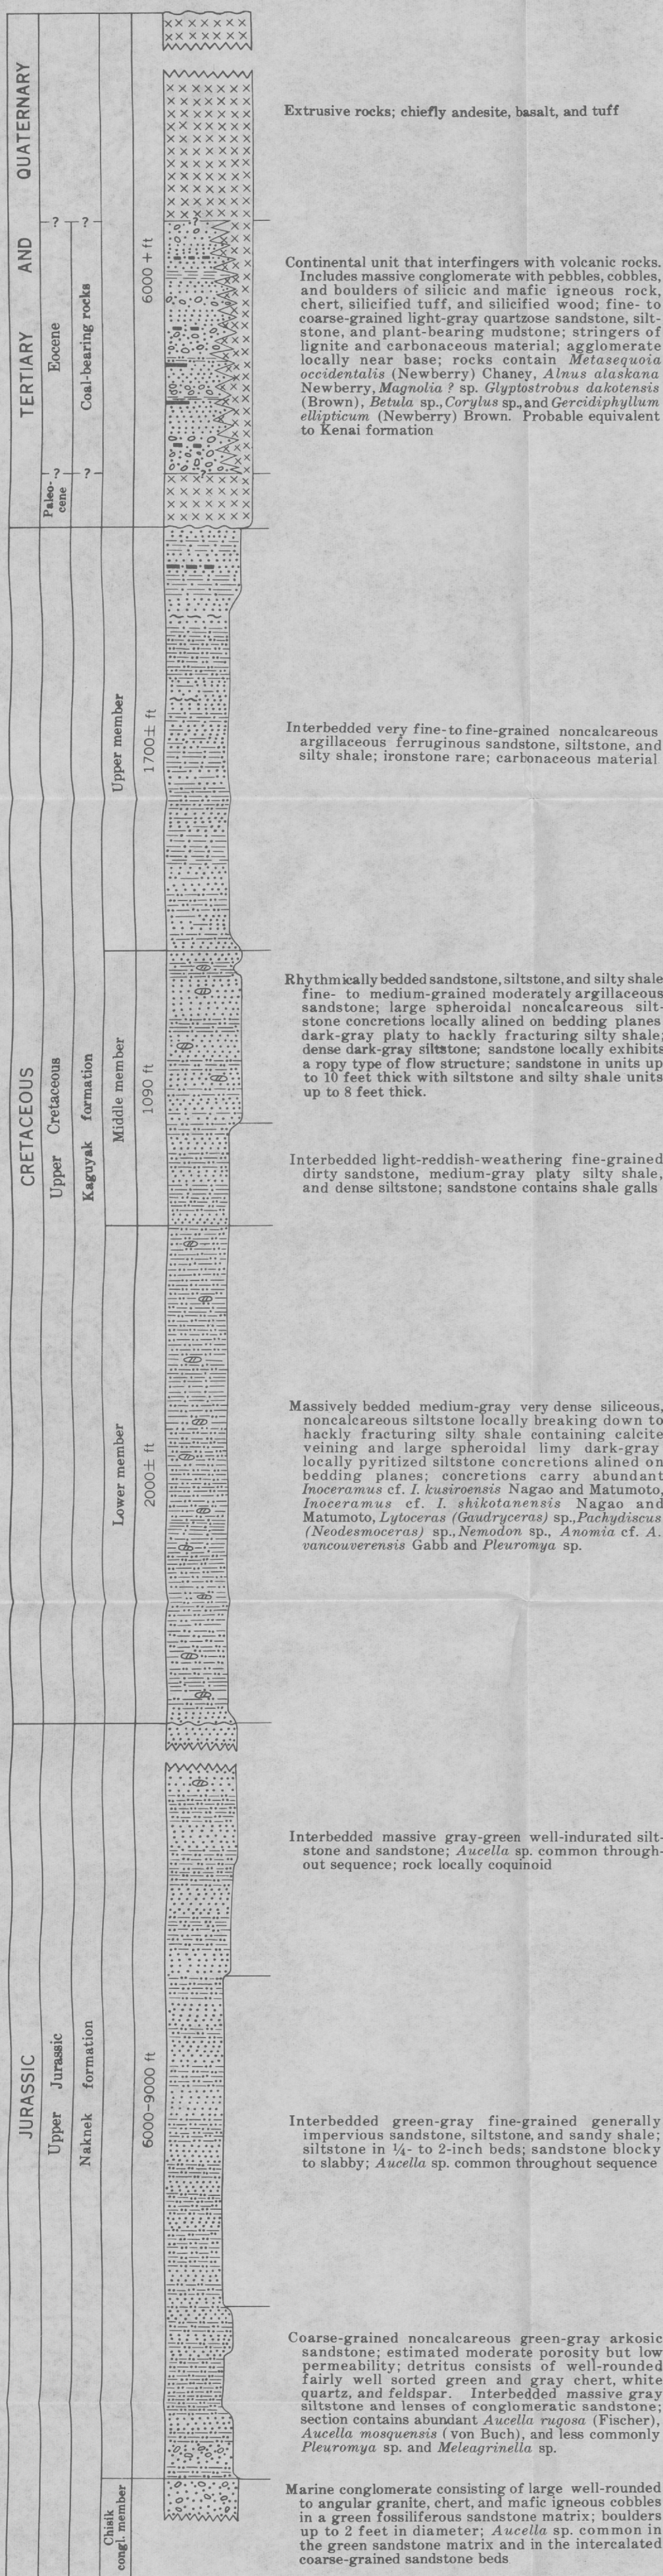 QUATERNARY
AND
TERTIARY
Eocene
Paleo-
cene
Coal-bearing rocks
?
?
?
?
?
?
6000 + ft
Extrusive rocks; chiefly andesite, basalt, and tuff
Continental unit that interfingers with volcanic rocks.
Includes massive conglomerate with pebbles, cobbles,
and boulders of silicic and mafic igneous rock,
chert, silicified tuff, and silicified wood; fine- to
coarse-grained light-gray quartzose sandstone, silt-
stone, and plant-bearing mudstone; stringers of
lignite and carbonaceous material; agglomerate
locally near base; rocks contain Metasequoia
occidentalis (Newberry) Chaney, Alnus alaskana
Newberry, Magnolia ? sp. Glyptostrobus dakotensis
(Brown), Betula sp., Corylus sp., and Gercidiphyllum
ellipticum (Newberry) Brown. Probable equivalent
to Kenai formation
CRETACEOUS
Upper Cretaceous
Kaguyak formation
Upper member
1700± ft
Interbedded very fine- to fine-grained noncalcareous
argillaceous ferruginous sandstone, siltstone, and
silty shale; ironstone rare; carbonaceous material
Middle member
1090 ft
Rhythmically bedded sandstone, siltstone, and silty shale
fine- to medium-grained moderately argillaceous
sandstone; large spheroidal noncalcareous silt-
stone concretions locally alined on bedding planes
dark-gray platy to hackly fracturing silty shale;
dense dark-gray siltstone; sandstone locally exhibits
a ropy type of flow structure; sandstone in units up
to 10 feet thick with siltstone and silty shale units
up to 8 feet thick.
Interbedded light-reddish-weathering fine-grained
dirty sandstone, medium-gray platy silty shale,
and dense siltstone; sandstone contains shale galls
Lower member
2000± ft
Massively bedded medium-gray very dense siliceous,
noncalcareous siltstone locally breaking down to
hackly fracturing silty shale containing calcite
veining and large spheroidal limy dark-gray
locally pyritized siltstone concretions alined on
bedding planes; concretions carry abundant
Inoceramus cf. I. kusiroensis Nagao and Matumoto,
Inoceramus cf. I. shikotanensis Nagao and
Matumoto, Lytoceras (Gaudryceras) sp., Pachydiscus
(Neodesmoceras) sp., Nemodon sp., Anomia cf. A.
vancouverensis Gabb and Pleuromya sp.
JURASSIC
Upper Jurassic
Naknek formation
6000-9000 ft
Interbedded massive gray-green well-indurated silt-
stone and sandstone; Aucella sp. common through-
out sequence; rock locally coquinoid
Interbedded green-gray fine-grained generally
impervious sandstone, siltstone, and sandy shale;
siltstone in ¼- to 2-inch beds; sandstone blocky
to slabby; Aucella sp. common throughout sequence
Coarse-grained noncalcareous green-gray arkosic
sandstone; estimated moderate porosity but low
permeability; detritus consists of well-rounded
fairly well sorted green and gray chert, white
quartz, and feldspar. Interbedded massive gray
siltstone and lenses of conglomeratic sandstone;
section contains abundant Aucella rugosa (Fischer),
Aucella mosquensis (von Buch), and less commonly
Pleuromya sp. and Meleagrinella sp.
Chisik
congl. member
Marine conglomerate consisting of large well-rounded
to angular granite, chert, and mafic igneous cobbles
in a green fossiliferous sandstone matrix; boulders
up to 2 feet in diameter; Aucella sp. common in
the green sandstone matrix and in the intercalated
coarse-grained sandstone beds